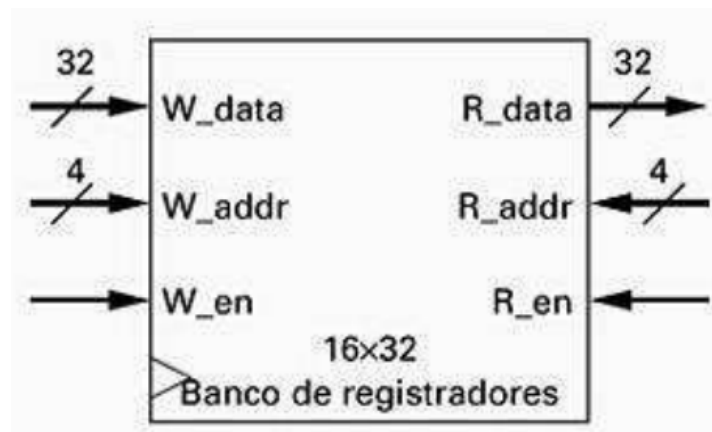 32 32
W_data R_data
4 4
W_addr R_addr
W_en R_en
16×32
Banco de registradores